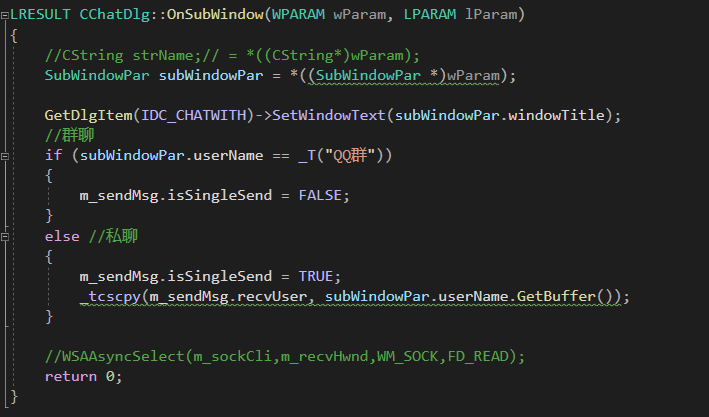 LRESULT CChatDlg::OnSubWindow(WPARAM wParam, LPARAM lParam)
{
    //CString strName;// = *((CString*)wParam);
    SubWindowPar subWindowPar = *((SubWindowPar *)wParam);

    GetDlgItem(IDC_CHATWITH)->SetWindowText(subWindowPar.windowTitle);
    //群聊
    if (subWindowPar.userName == _T("QQ群"))
    {
        m_sendMsg.isSingleSend = FALSE;
    }
    else //私聊
    {
        m_sendMsg.isSingleSend = TRUE;
        _tcscpy(m_sendMsg.recvUser, subWindowPar.userName.GetBuffer());
    }

    //WSAAsyncSelect(m_sockCli,m_recvHwnd,WM_SOCK,FD_READ);
    return 0;
}